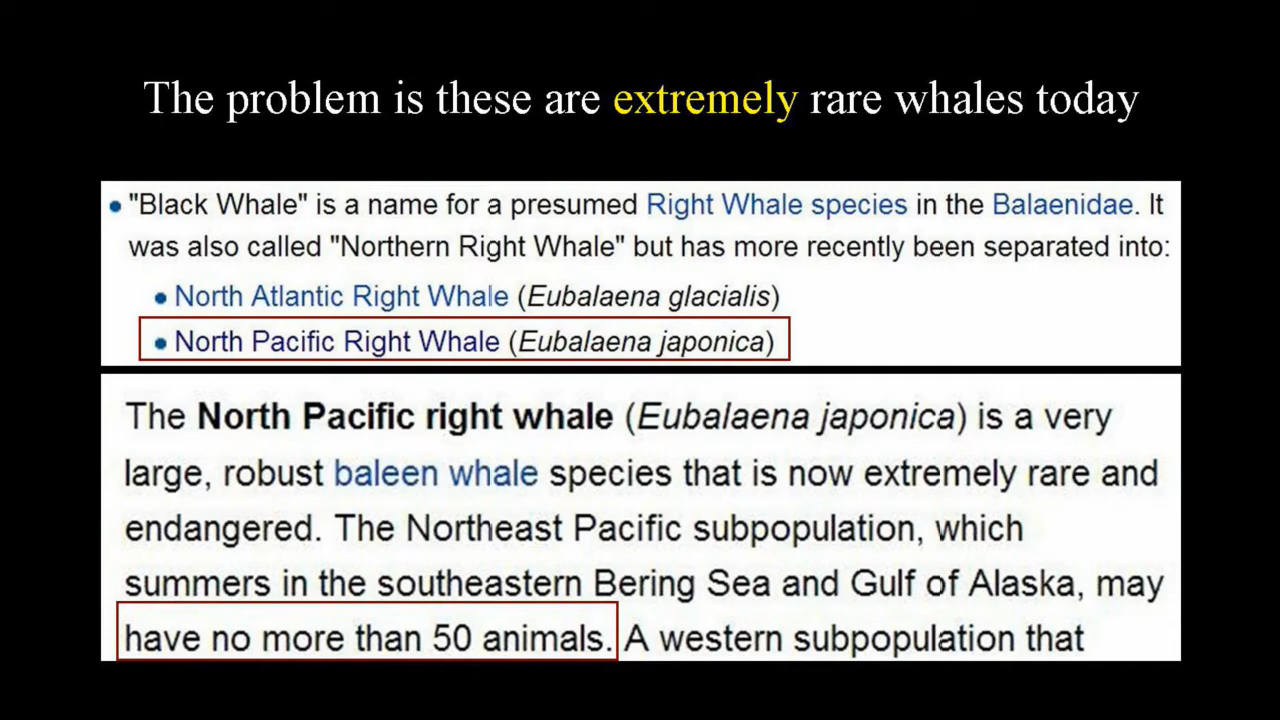 The problem is these are extremely rare whales today
• "Black Whale" is a name for a presumed Right Whale species in the Balaenidae. It
was also called "Northern Right Whale" but has more recently been separated into:
• North Atlantic Right Whale (Eubalaena glacialis)
• North Pacific Right Whale (Eubalaena japonica)
The North Pacific right whale (Eubalaena japonica) is a very
large, robust baleen whale species that is now extremely rare and
endangered. The Northeast Pacific subpopulation, which
summers in the southeastern Bering Sea and Gulf of Alaska, may
have no more than 50 animals. A western subpopulation that